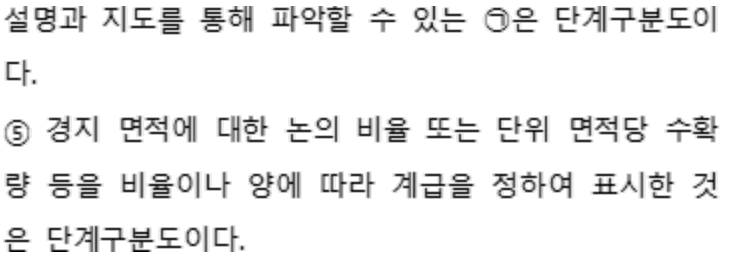 설명과 지도를 통해 파악할 수 있는 ㉠은 단계구분도이
다.
⑤ 경지 면적에 대한 논의 비율 또는 단위 면적당 수확
량 등을 비율이나 양에 따라 계급을 정하여 표시한 것
은 단계구분도이다.